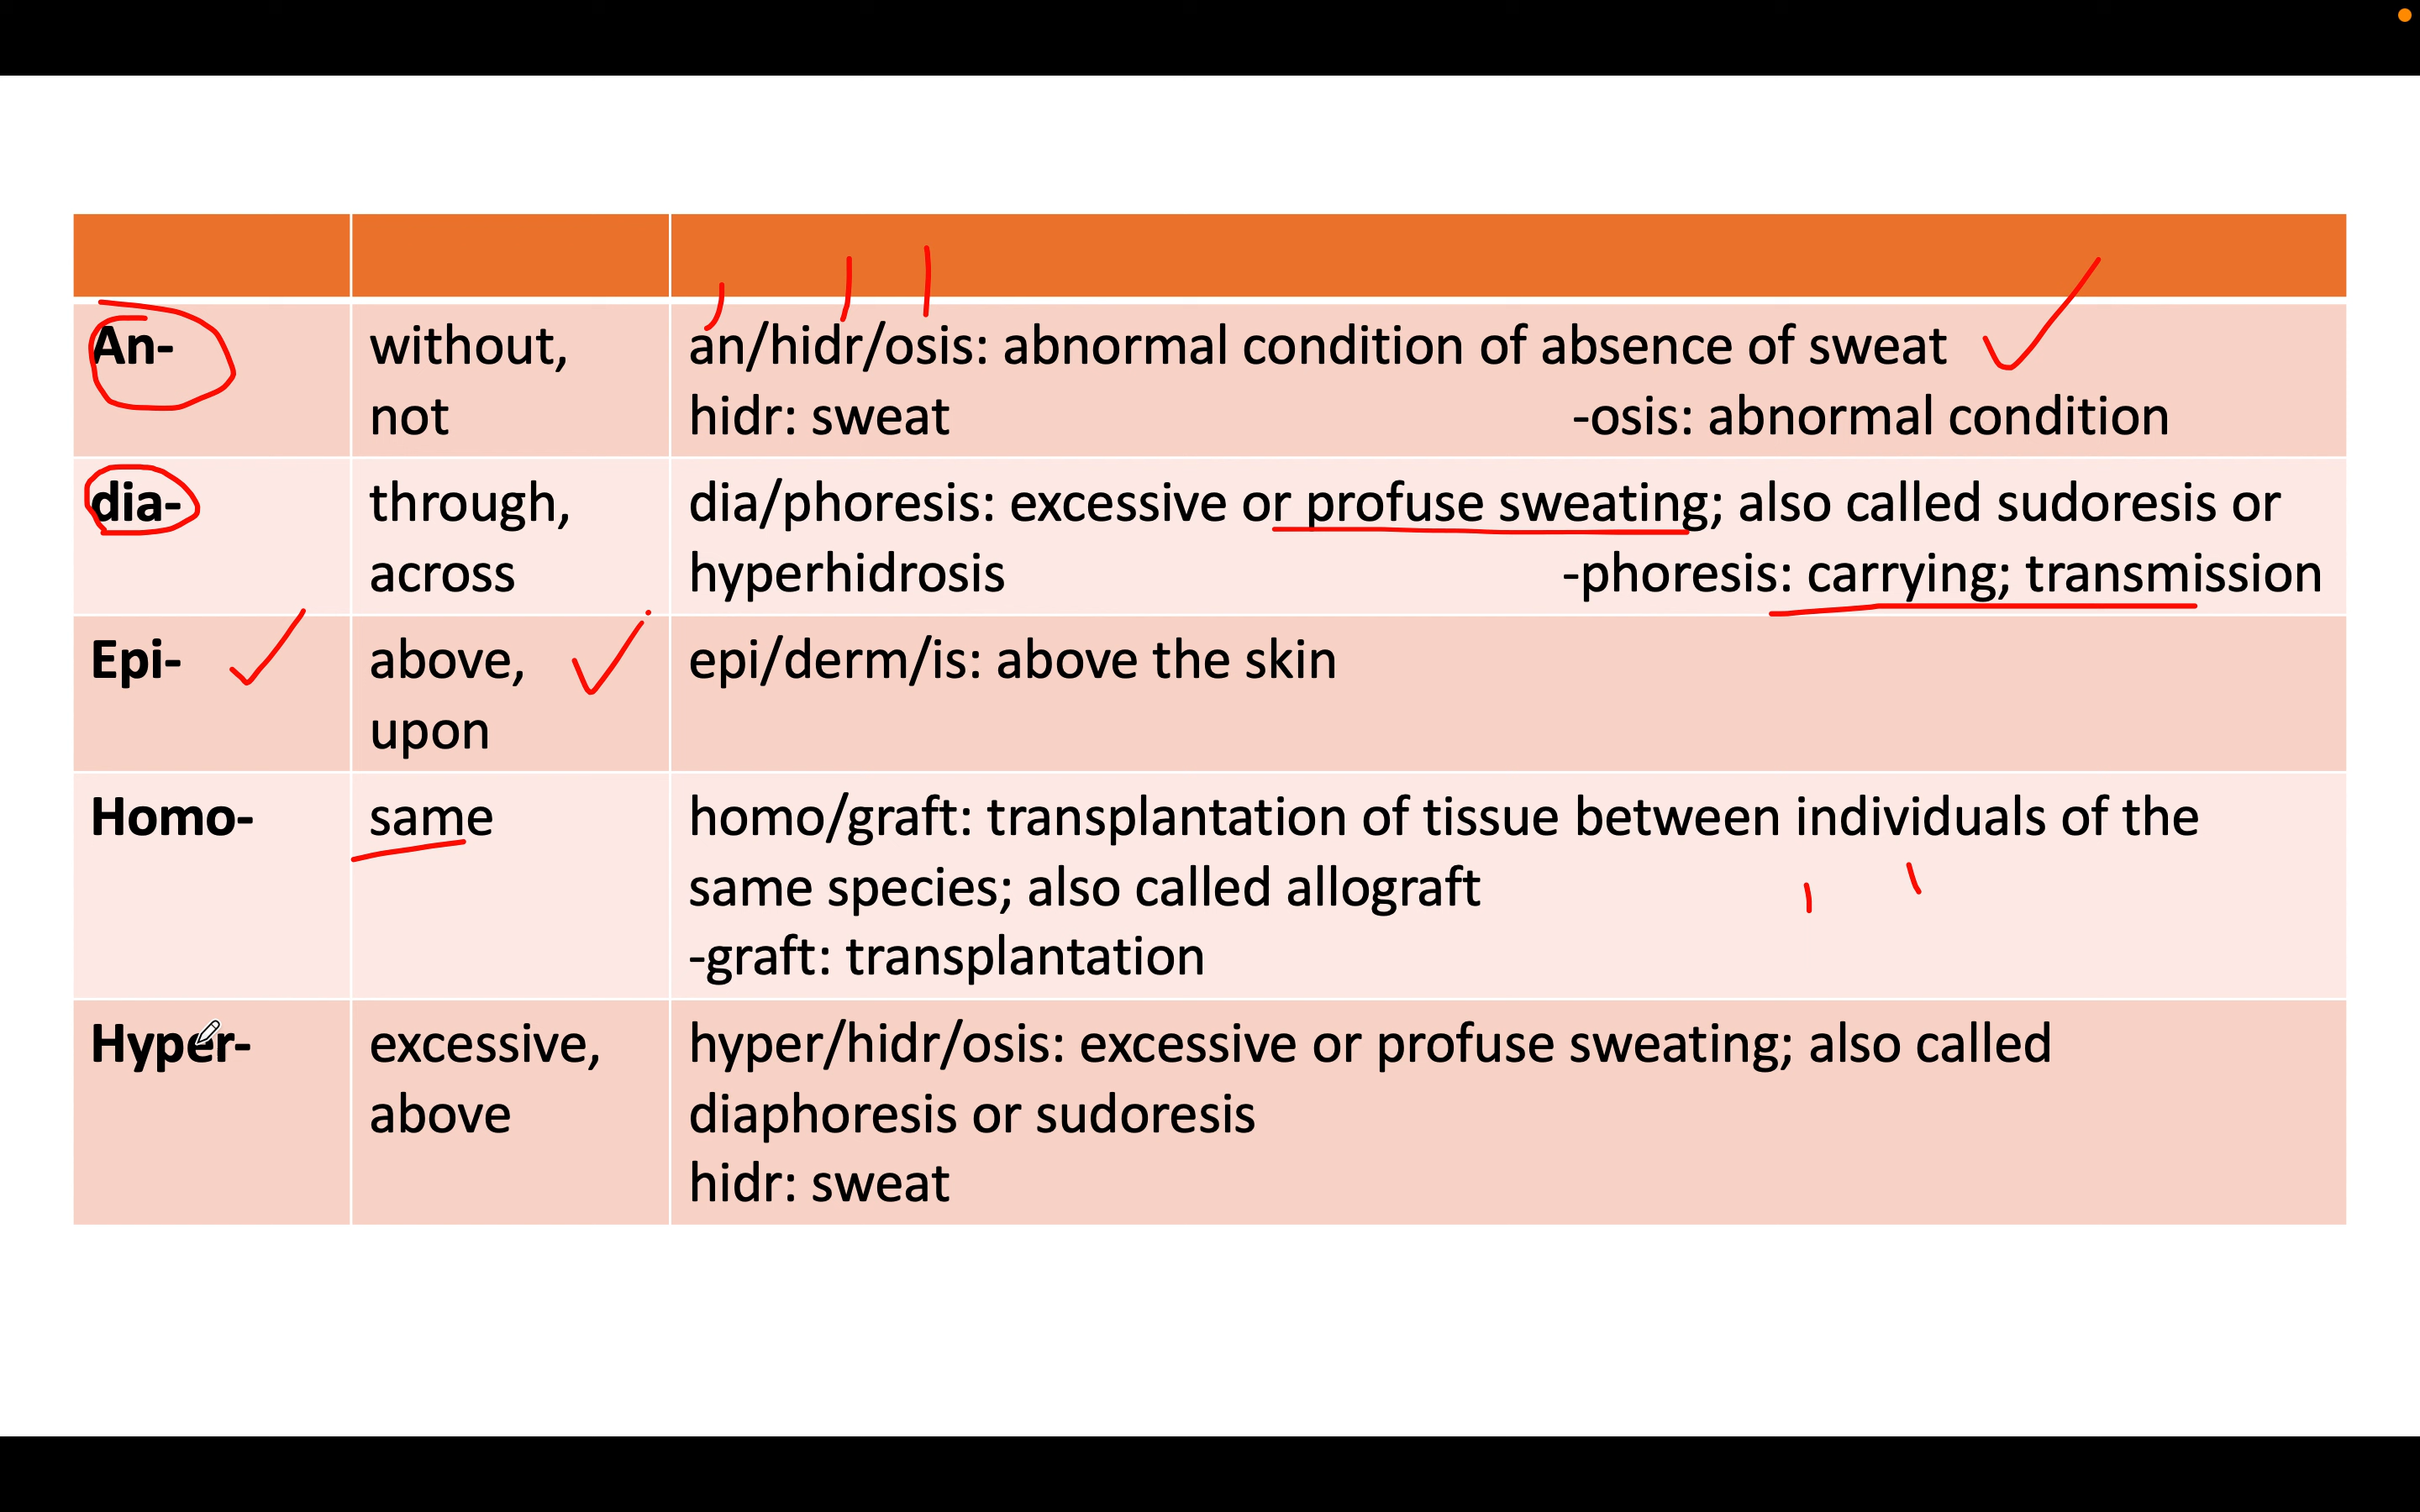 An-
without,
not
an/hidr/osis: abnormal condition of absence of sweat
hidr: sweat -osis: abnormal condition
dia-
through,
across
dia/phoresis: excessive or profuse sweating; also called sudoresis or
hyperhidrosis -phoresis: carrying; transmission
Epi-
above,
upon
epi/derm/is: above the skin
Homo-
same
homo/graft: transplantation of tissue between individuals of the
same species; also called allograft
-graft: transplantation
Hyper-
excessive,
above
hyper/hidr/osis: excessive or profuse sweating; also called
diaphoresis or sudoresis
hidr: sweat